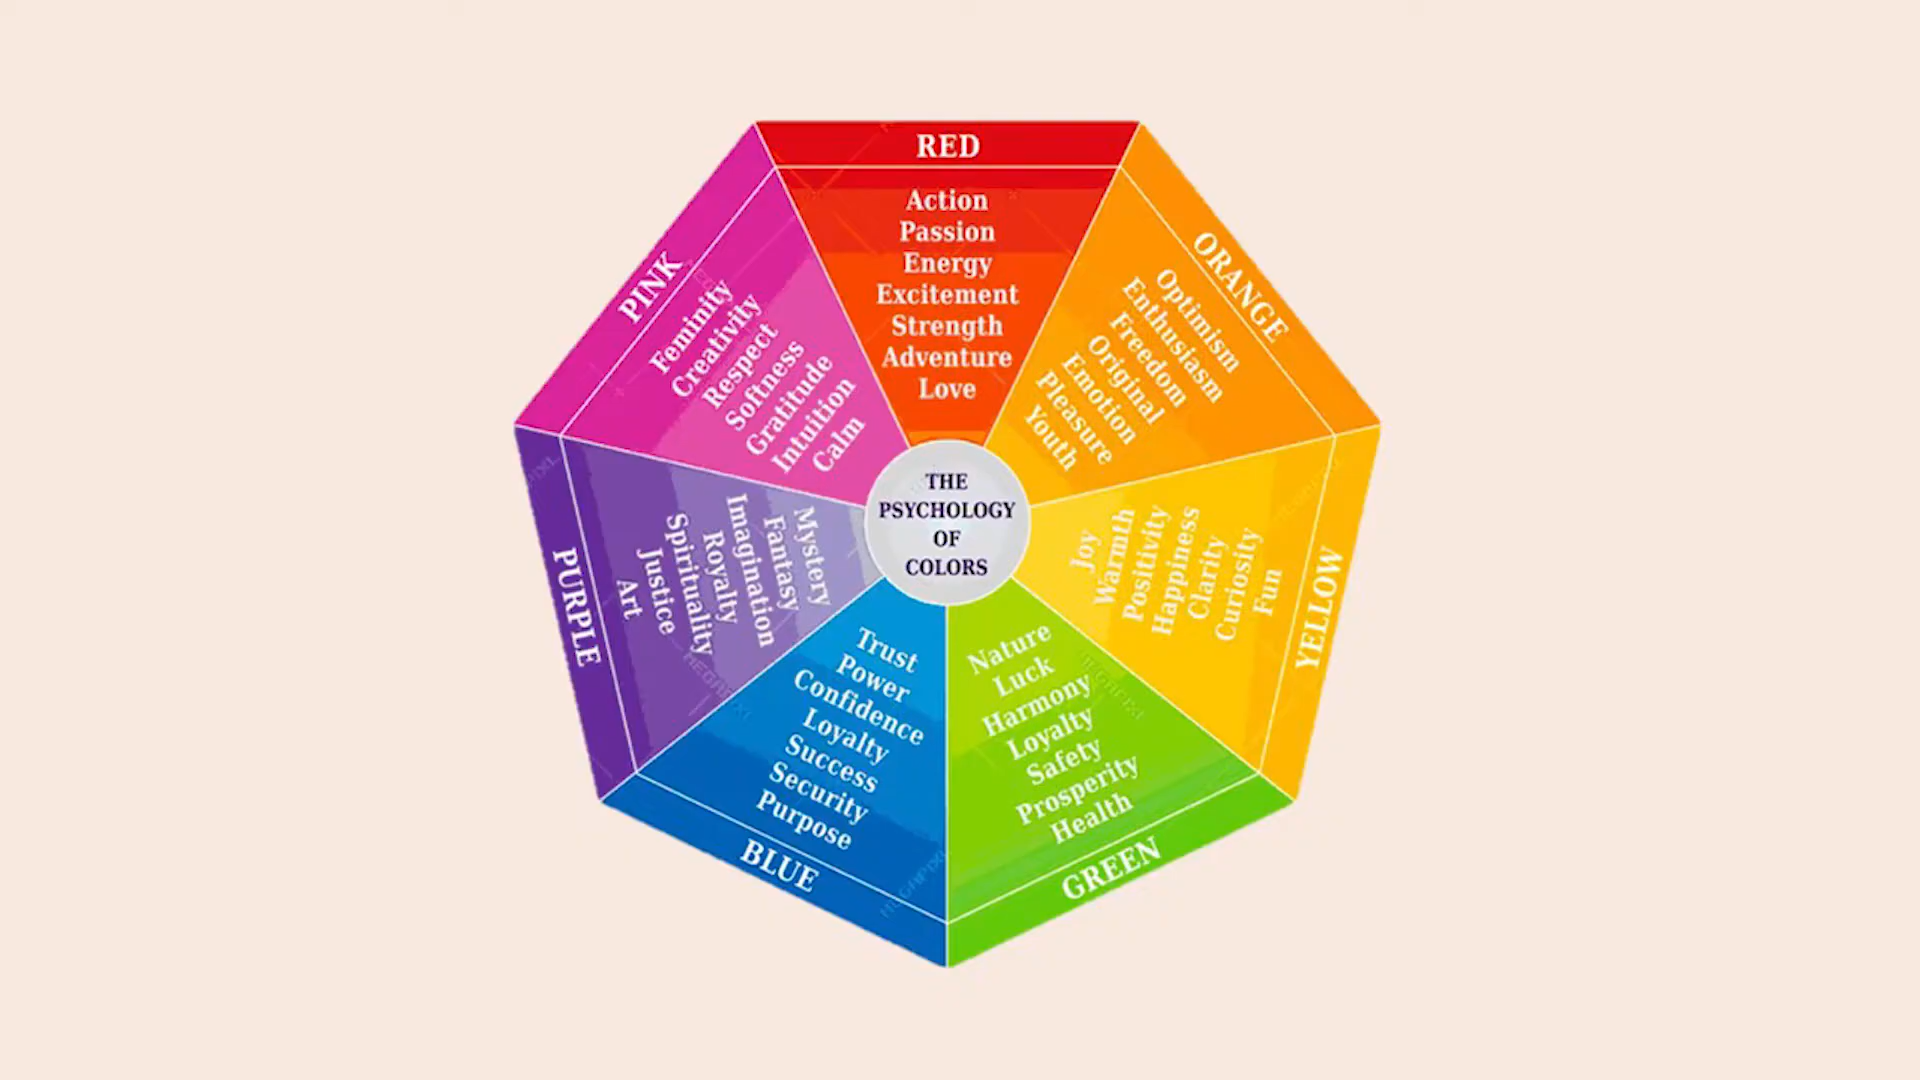 RED
Action
Passion
Energy
Excitement
Strength
Adventure
Love
ORANGE
Optimism
Enthusiasm
Freedom
Original
Emotion
Pleasure
Youth
YELLOW
Joy
Warmth
Positivity
Happiness
Clarity
Curiosity
Fun
GREEN
Nature
Luck
Harmony
Loyalty
Safety
Prosperity
Health
BLUE
Trust
Power
Confidence
Loyalty
Success
Security
Purpose
PURPLE
Mystery
Fantasy
Imagination
Royalty
Spirituality
Justice
Art
PINK
Feminity
Creativity
Respect
Softness
Gratitude
Intuition
Calm
THE
PSYCHOLOGY
OF
COLORS